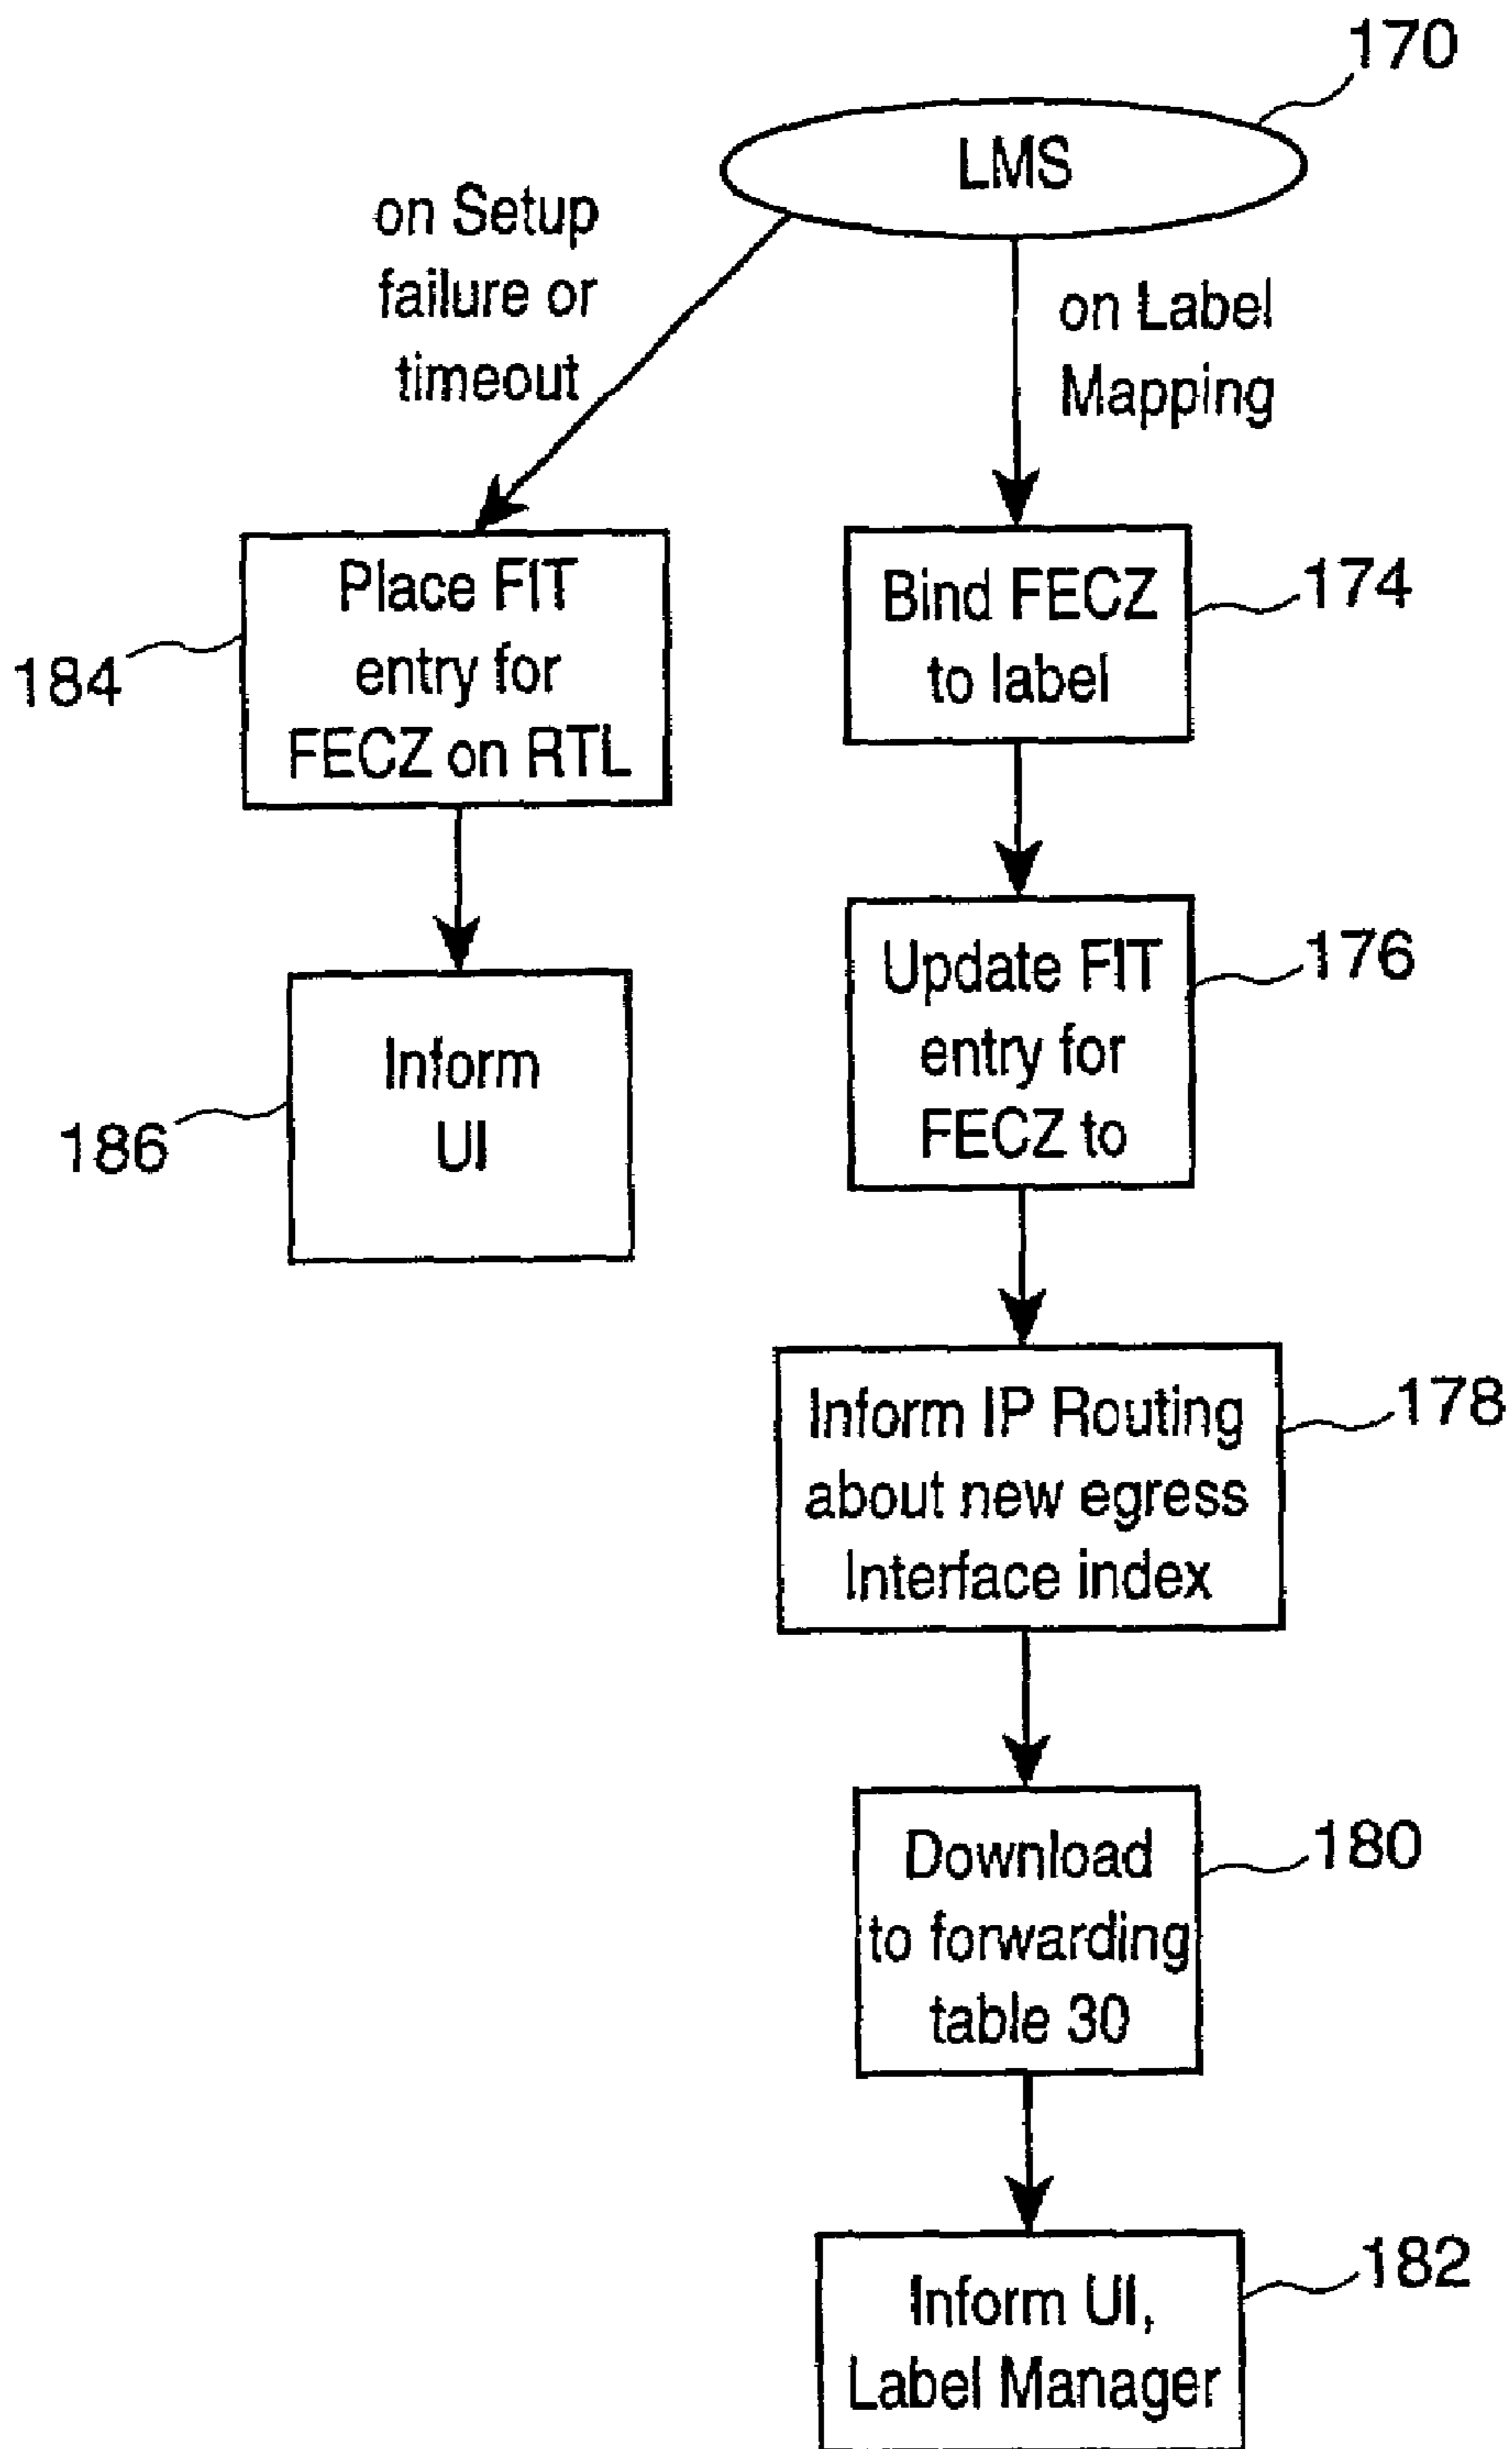 170
LMS
on Setup
failure or
timeout
on Label
Mapping
Place FIT
entry for
FECZ on RTL
184
Bind FECZ
to label
174
Update FIT
entry for
FECZ to
176
Inform
UI
186
Inform IP Routing
about new egress
Interface index
178
Download
to forwarding
table 30
180
Inform UI,
Label Manager
182